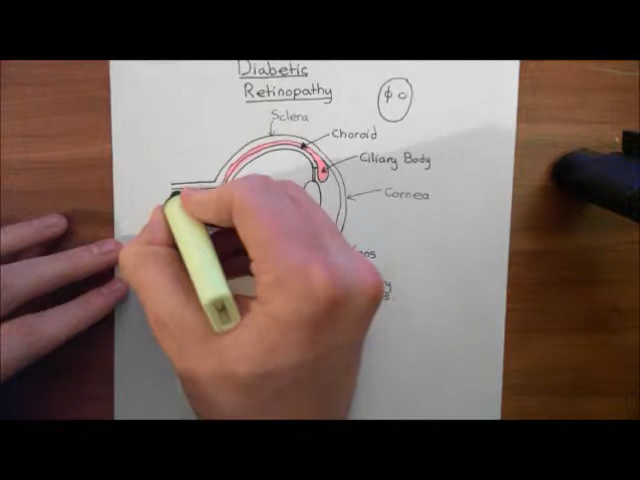 Diabetic
Retinopathy
Sclera
Choroid
Ciliary Body
Cornea